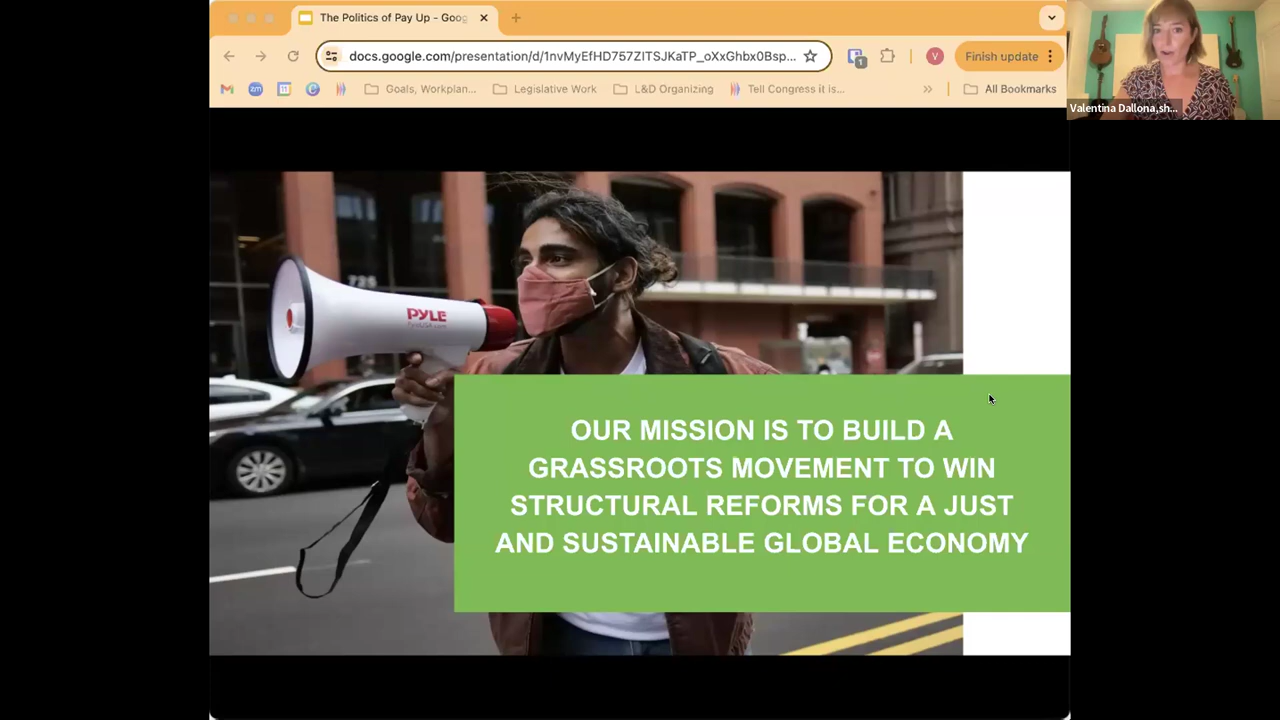 The Politics of Pay Up - Goog
docs.google.com/presentation/d/1nvMyEfHD757ZITSJKaTP_oXxGhbx0Bsp...
1
V
Finish update
Goals, Workplan...
Legislative Work
L&D Organizing
Tell Congress it is...
All Bookmarks
Valentina Dallona,sh...
PYLE
OUR MISSION IS TO BUILD A
GRASSROOTS MOVEMENT TO WIN
STRUCTURAL REFORMS FOR A JUST
AND SUSTAINABLE GLOBAL ECONOMY